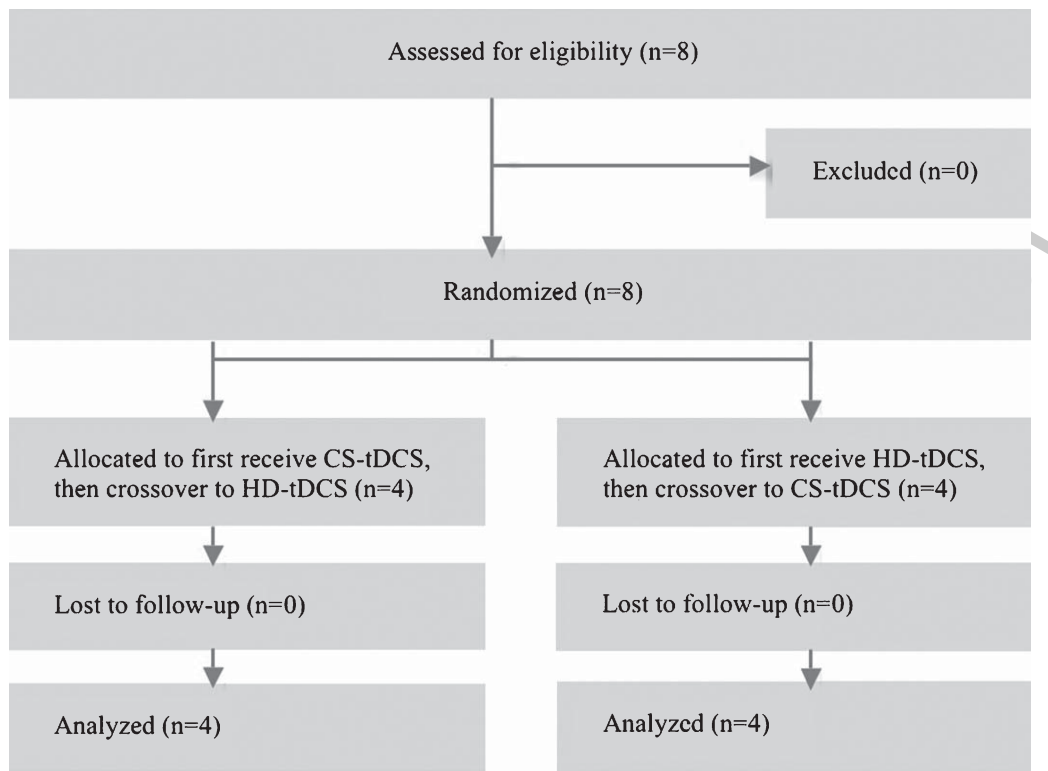 Assessed for eligibility (n=8)
Excluded (n=0)
Randomized (n=8)
Allocated to first receive CS-tDCS,
then crossover to HD-tDCS (n=4)
Allocated to first receive HD-tDCS,
then crossover to CS-tDCS (n=4)
Lost to follow-up (n=0)
Lost to follow-up (n=0)
Analyzed (n=4)
Analyzed (n=4)